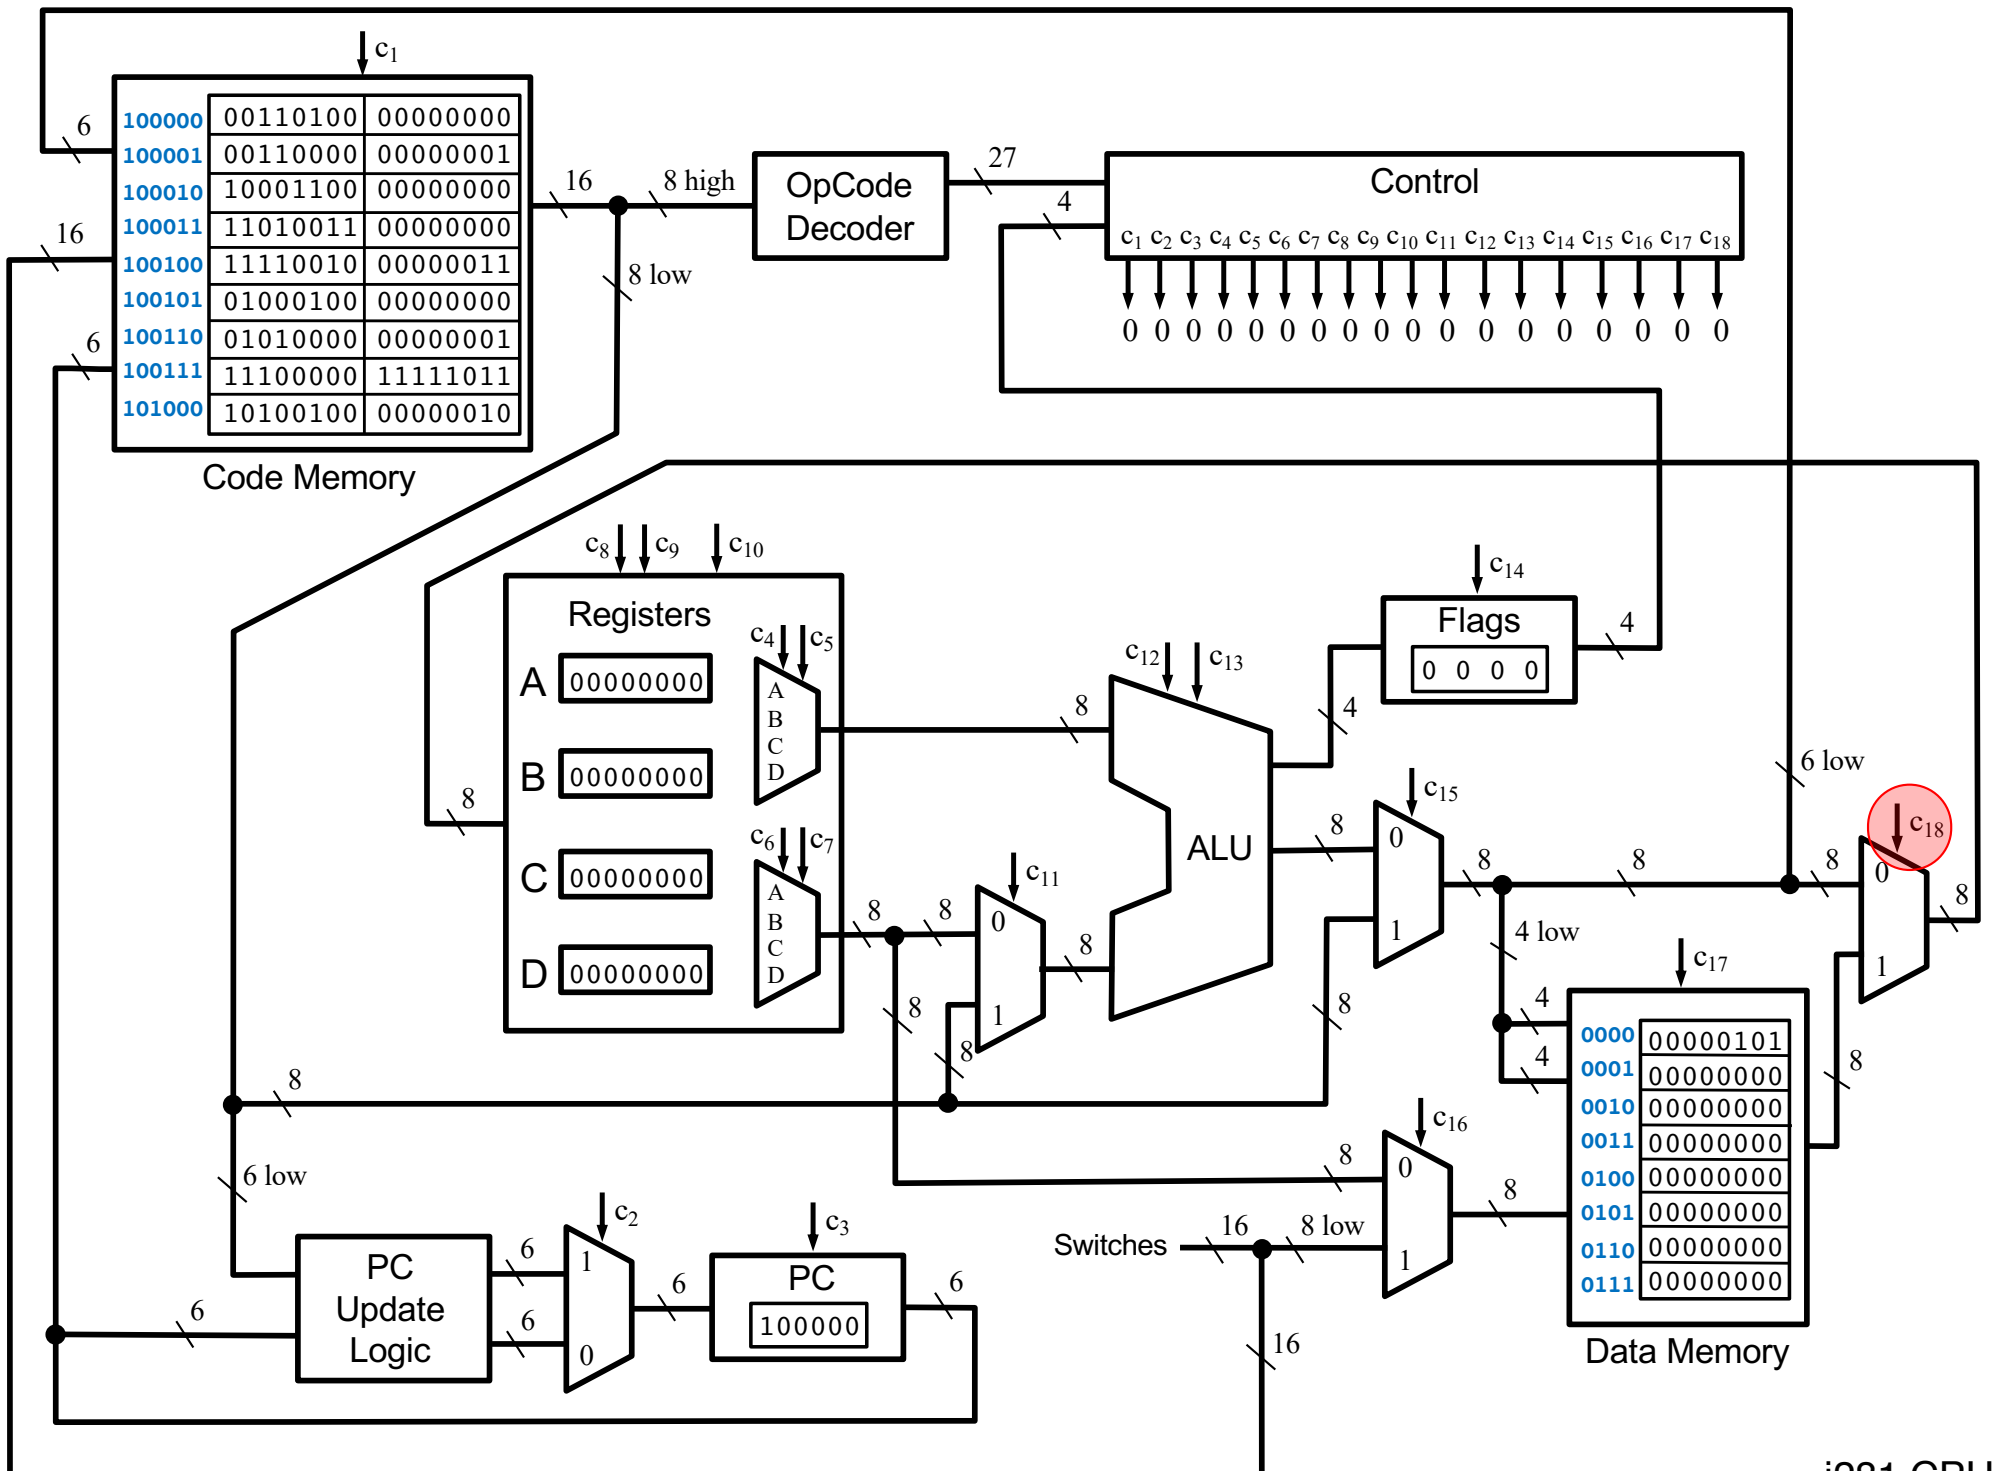 c1
100000 00110100 00000000
100001 00110000 00000001
100010 10001100 00000000
100011 11010011 00000000
100100 11110010 00000011
100101 01000100 00000000
100110 01010000 00000001
100111 11100000 11111011
101000 10100100 00000010
Code Memory
6
16
6
16
8 high
8 low
OpCode
Decoder
27
4
Control
c1 c2 c3 c4 c5 c6 c7 c8 c9 c10 c11 c12 c13 c14 c15 c16 c17 c18
0 0 0 0 0 0 0 0 0 0 0 0 0 0 0 0 0 0
c8 c9 c10
Registers
A 00000000
B 00000000
C 00000000
D 00000000
8
c4 c5
A
B
C
D
c6 c7
A
B
C
D
8
8
8
8
c11
0
1
8
8
c12 c13
ALU
c14
Flags
0 0 0 0
4
4
8
c15
0
1
8
8
8
4 low
6 low
8
c18
0
1
8
4
4
c17
0000 00000101
0001 00000000
0010 00000000
0011 00000000
0100 00000000
0101 00000000
0110 00000000
0111 00000000
Data Memory
8
8
6 low
6
PC
Update
Logic
6
6
c2
1
0
6
c3
PC
100000
6
Switches
16
8 low
16
8
c16
0
1
8